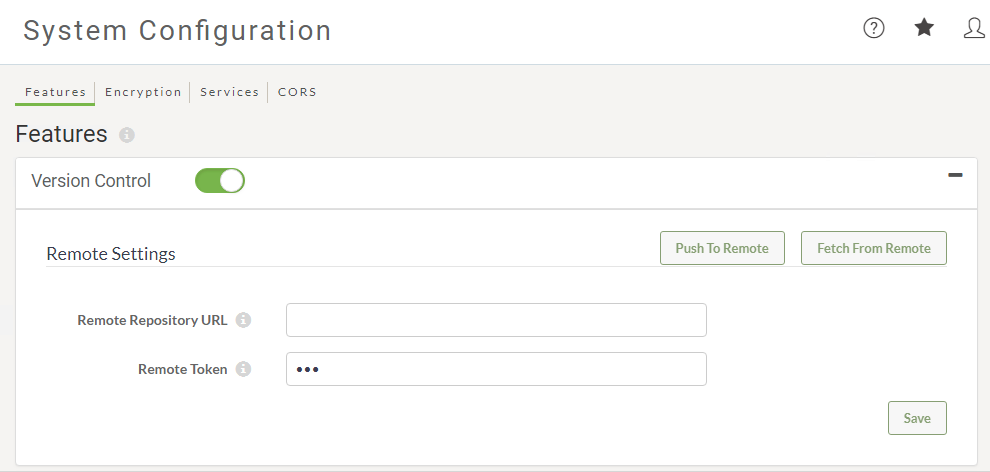 System Configuration
Features Encryption Services CORS
Features
Version Control
Remote Settings Push To Remote Fetch From Remote
Remote Repository URL
Remote Token •••
Save